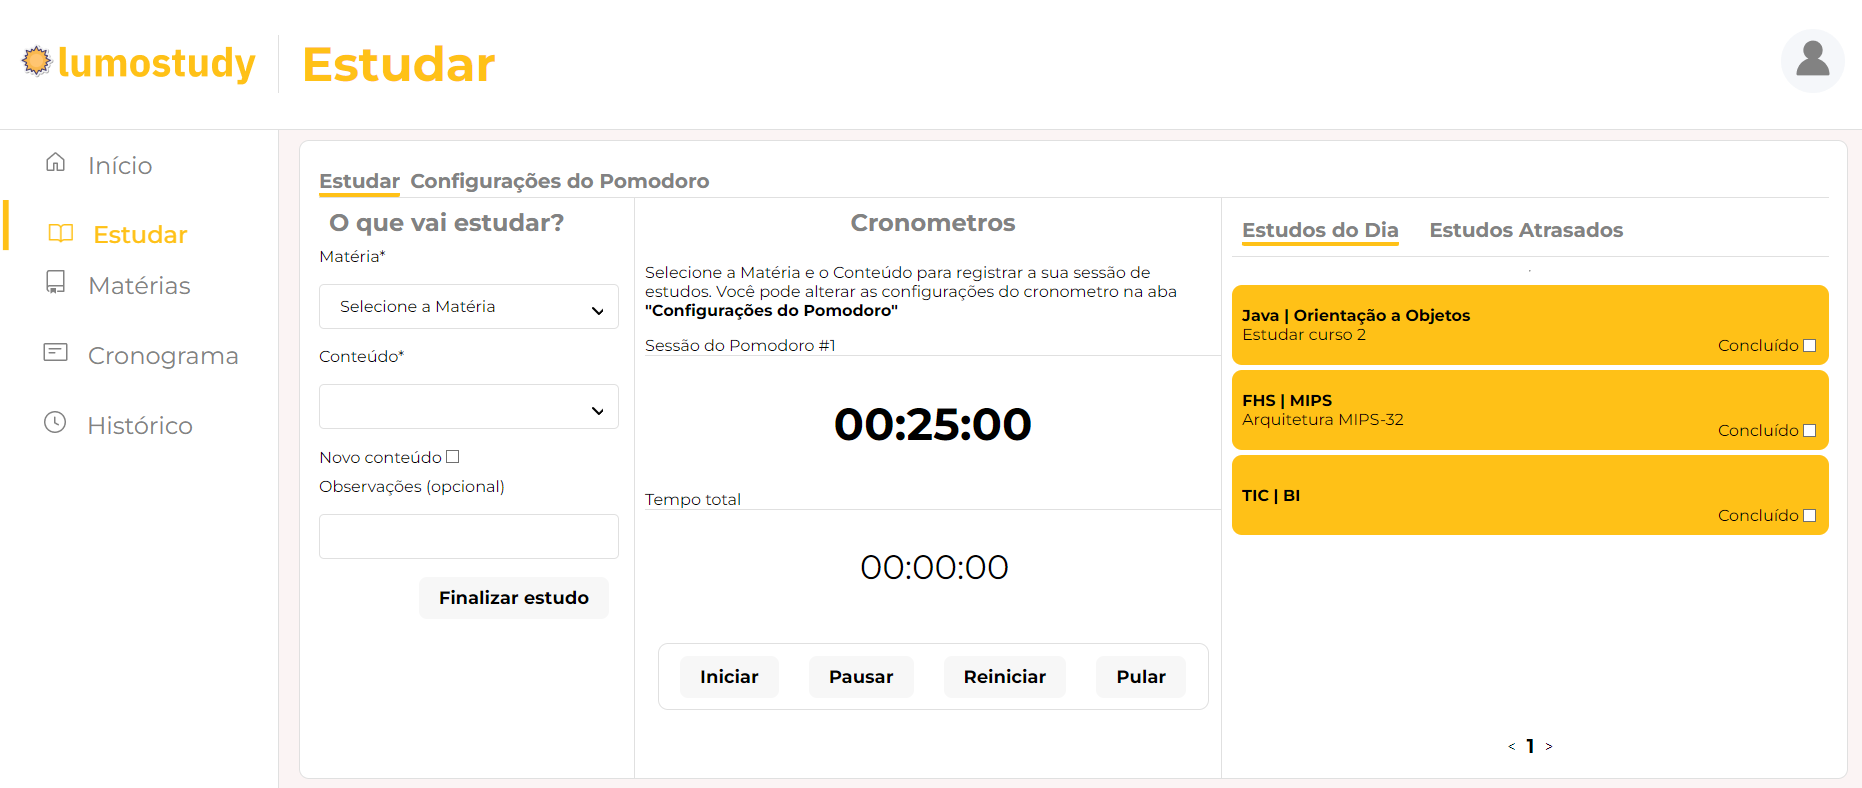 lumostudy
Estudar
Início
Estudar
Matérias
Cronograma
Histórico
Estudar Configurações do Pomodoro
O que vai estudar?
Matéria*
Selecione a Matéria
Conteúdo*
Novo conteúdo
Observações (opcional)
Finalizar estudo
Cronometros
Selecione a Matéria e o Conteúdo para registrar a sua sessão de
estudos. Você pode alterar as configurações do cronometro na aba
"Configurações do Pomodoro"
Sessão do Pomodoro #1
00:25:00
Tempo total
00:00:00
Iniciar Pausar Reiniciar Pular
Estudos do Dia Estudos Atrasados
.
Java | Orientação a Objetos
Estudar curso 2
Concluído
FHS | MIPS
Arquitetura MIPS-32
Concluído
TIC | BI
Concluído
< 1 >